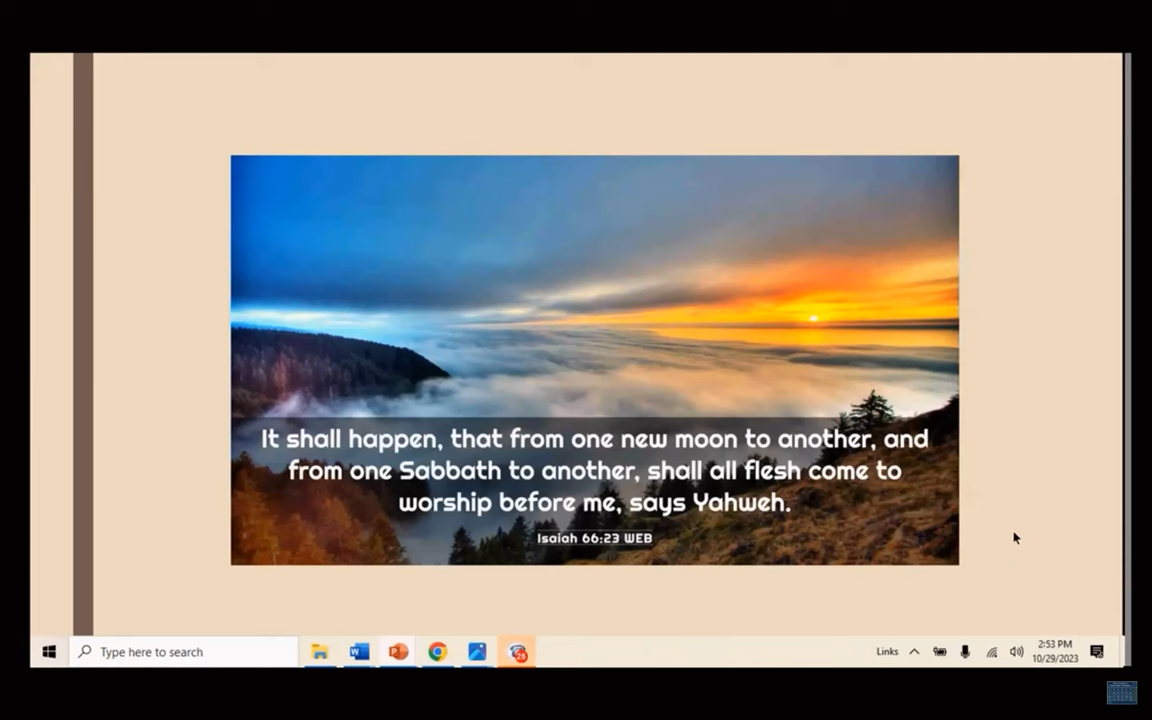 It shall happen, that from one new moon to another, and
from one Sabbath to another, shall all flesh come to
worship before me, says Yahweh.
Isaiah 66:23 WEB
Type here to search
Links
2:53 PM
10/29/2023